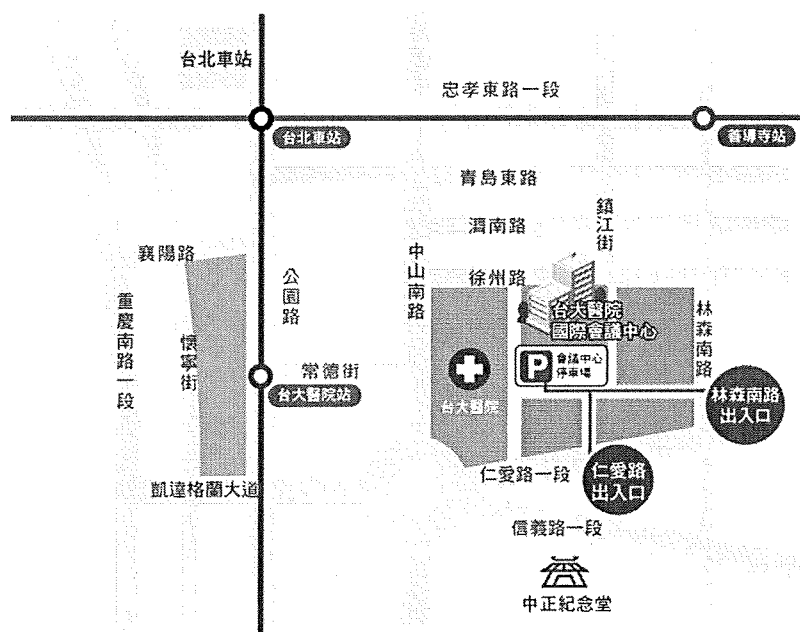 台北車站
忠孝東路一段
台北車站
善導寺站
青島東路
鎮江街
濟南路
中山南路
襄陽路
徐州路
公園路
重慶南路一段
懷寧街
台大醫院
國際會議中心
林森南路
P
會議中心
停車場
常德街
台大醫院站
台大醫院
林森南路
出入口
仁愛路一段
仁愛路
出入口
凱達格蘭大道
信義路一段
中正紀念堂